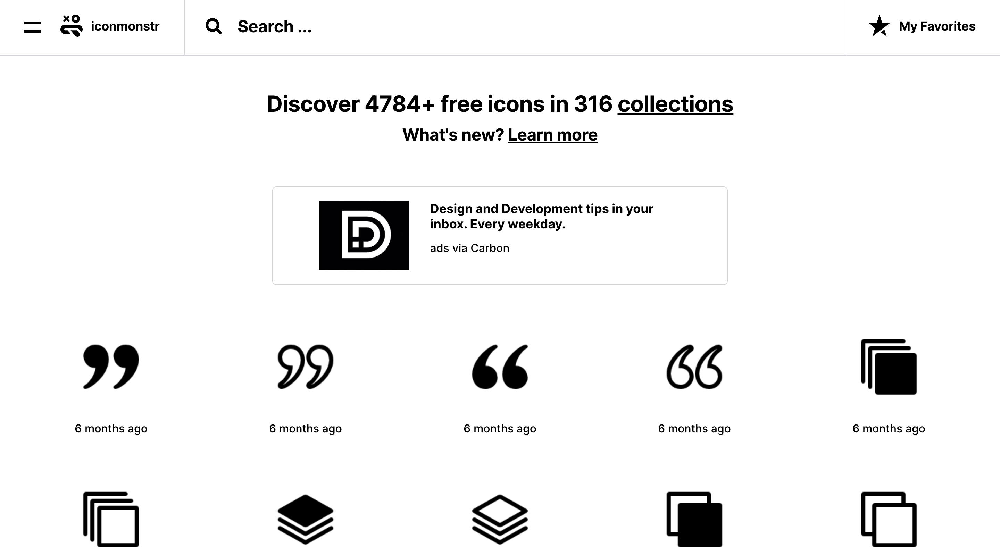 iconmonstr
Search ...
My Favorites
Discover 4784+ free icons in 316 collections
What's new? Learn more
Design and Development tips in your
inbox. Every weekday.
ads via Carbon
6 months ago
6 months ago
6 months ago
6 months ago
6 months ago